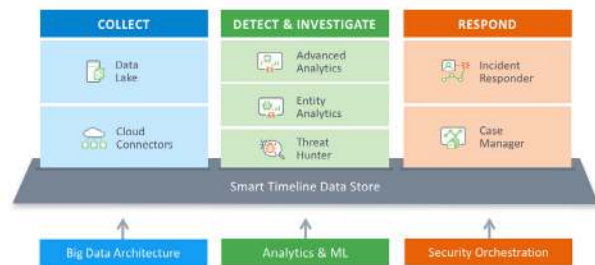 COLLECT
DETECT & INVESTIGATE
RESPOND
Data
Lake
Cloud
Connectors
Advanced
Analytics
Entity
Analytics
Threat
Hunter
Incident
Responder
Case
Manager
Smart Timeline Data Store
Big Data Architecture
Analytics & ML
Security Orchestration